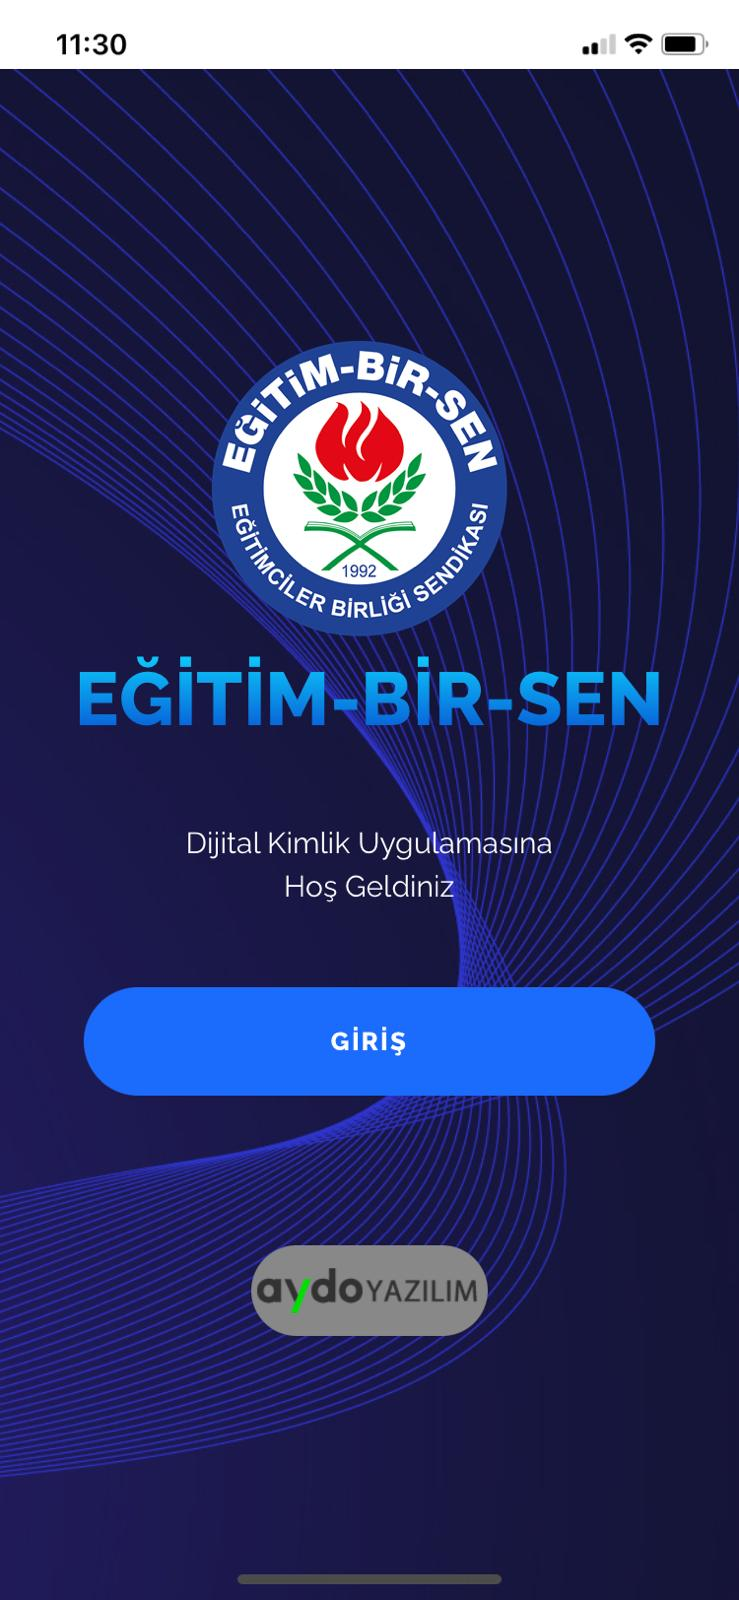 11:30
EĞİTİM-BİR-SEN
1992
EĞİTİMCİLER BİRLİĞİ SENDİKASI
EĞİTİM-BİR-SEN
Dijital Kimlik Uygulamasına
Hoş Geldiniz
GİRİŞ
aydo YAZILIM